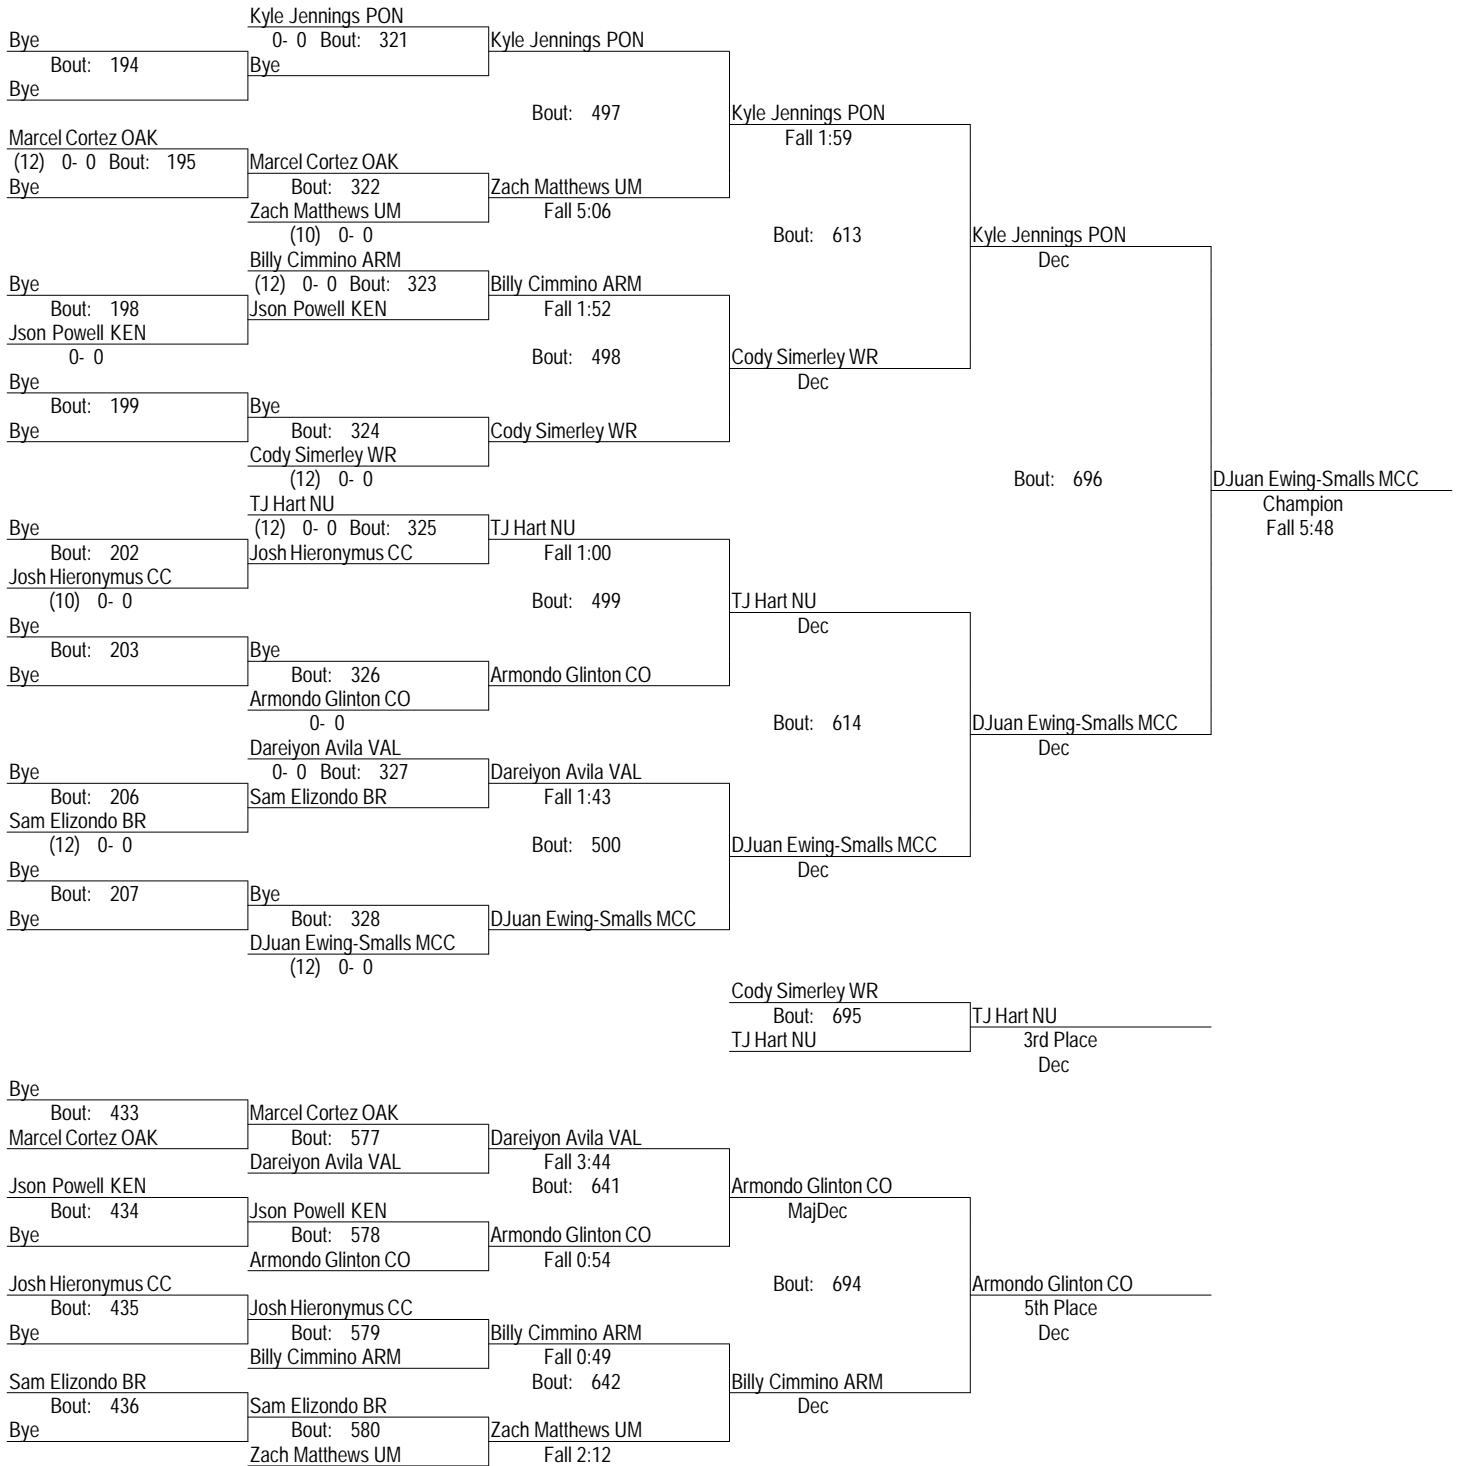 Kyle Jennings PON
Bye 0- 0 Bout: 321 Kyle Jennings PON
Bout: 194 Bye
Bye
Bout: 497 Kyle Jennings PON
Marcel Cortez OAK Fall 1:59
(12) 0- 0 Bout: 195 Marcel Cortez OAK
Bye Bout: 322 Zach Matthews UM
Zach Matthews UM Fall 5:06
(10) 0- 0 Bout: 613 Kyle Jennings PON
Billy Cimmino ARM Dec
Bye (12) 0- 0 Bout: 323 Billy Cimmino ARM
Bout: 198 Json Powell KEN Fall 1:52
Json Powell KEN
0- 0 Bout: 498 Cody Simerley WR
Bye Dec
Bout: 199 Bye
Bye Bout: 324 Cody Simerley WR
Cody Simerley WR
(12) 0- 0 Bout: 696 DJuan Ewing-Smalls MCC
TJ Hart NU Champion
Bye (12) 0- 0 Bout: 325 TJ Hart NU Fall 5:48
Bout: 202 Josh Hieronymus CC Fall 1:00
Josh Hieronymus CC
(10) 0- 0 Bout: 499 TJ Hart NU
Bye Dec
Bout: 203 Bye
Bye Bout: 326 Armondo Glinton CO
Armondo Glinton CO
0- 0 Bout: 614 DJuan Ewing-Smalls MCC
Dareiyon Avila VAL Dec
Bye 0- 0 Bout: 327 Dareiyon Avila VAL
Bout: 206 Sam Elizondo BR Fall 1:43
Sam Elizondo BR
(12) 0- 0 Bout: 500 DJuan Ewing-Smalls MCC
Bye Dec
Bout: 207 Bye
Bye Bout: 328 DJuan Ewing-Smalls MCC
DJuan Ewing-Smalls MCC
(12) 0- 0
Cody Simerley WR
Bout: 695 TJ Hart NU
TJ Hart NU 3rd Place
Dec
Bye
Bout: 433 Marcel Cortez OAK
Marcel Cortez OAK Bout: 577 Dareiyon Avila VAL
Dareiyon Avila VAL Fall 3:44
Json Powell KEN Bout: 641 Armondo Glinton CO
Bout: 434 Json Powell KEN MajDec
Bye Bout: 578 Armondo Glinton CO
Armondo Glinton CO Fall 0:54
Josh Hieronymus CC Bout: 694 Armondo Glinton CO
Bout: 435 Josh Hieronymus CC 5th Place
Bye Bout: 579 Billy Cimmino ARM Dec
Billy Cimmino ARM Fall 0:49
Sam Elizondo BR Bout: 642 Billy Cimmino ARM
Bout: 436 Sam Elizondo BR Dec
Bye Bout: 580 Zach Matthews UM
Zach Matthews UM Fall 2:12